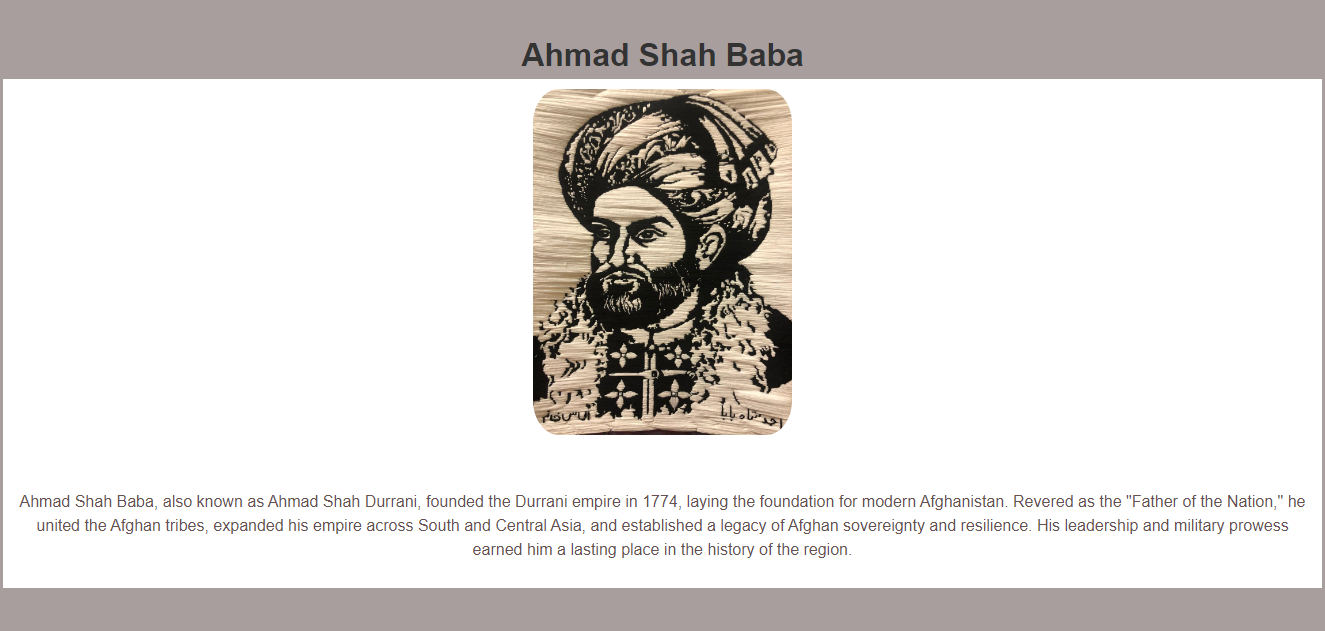 Ahmad Shah Baba
احمد شاه بابا
Ahmad Shah Baba, also known as Ahmad Shah Durrani, founded the Durrani empire in 1774, laying the foundation for modern Afghanistan. Revered as the "Father of the Nation," he
united the Afghan tribes, expanded his empire across South and Central Asia, and established a legacy of Afghan sovereignty and resilience. His leadership and military prowess
earned him a lasting place in the history of the region.